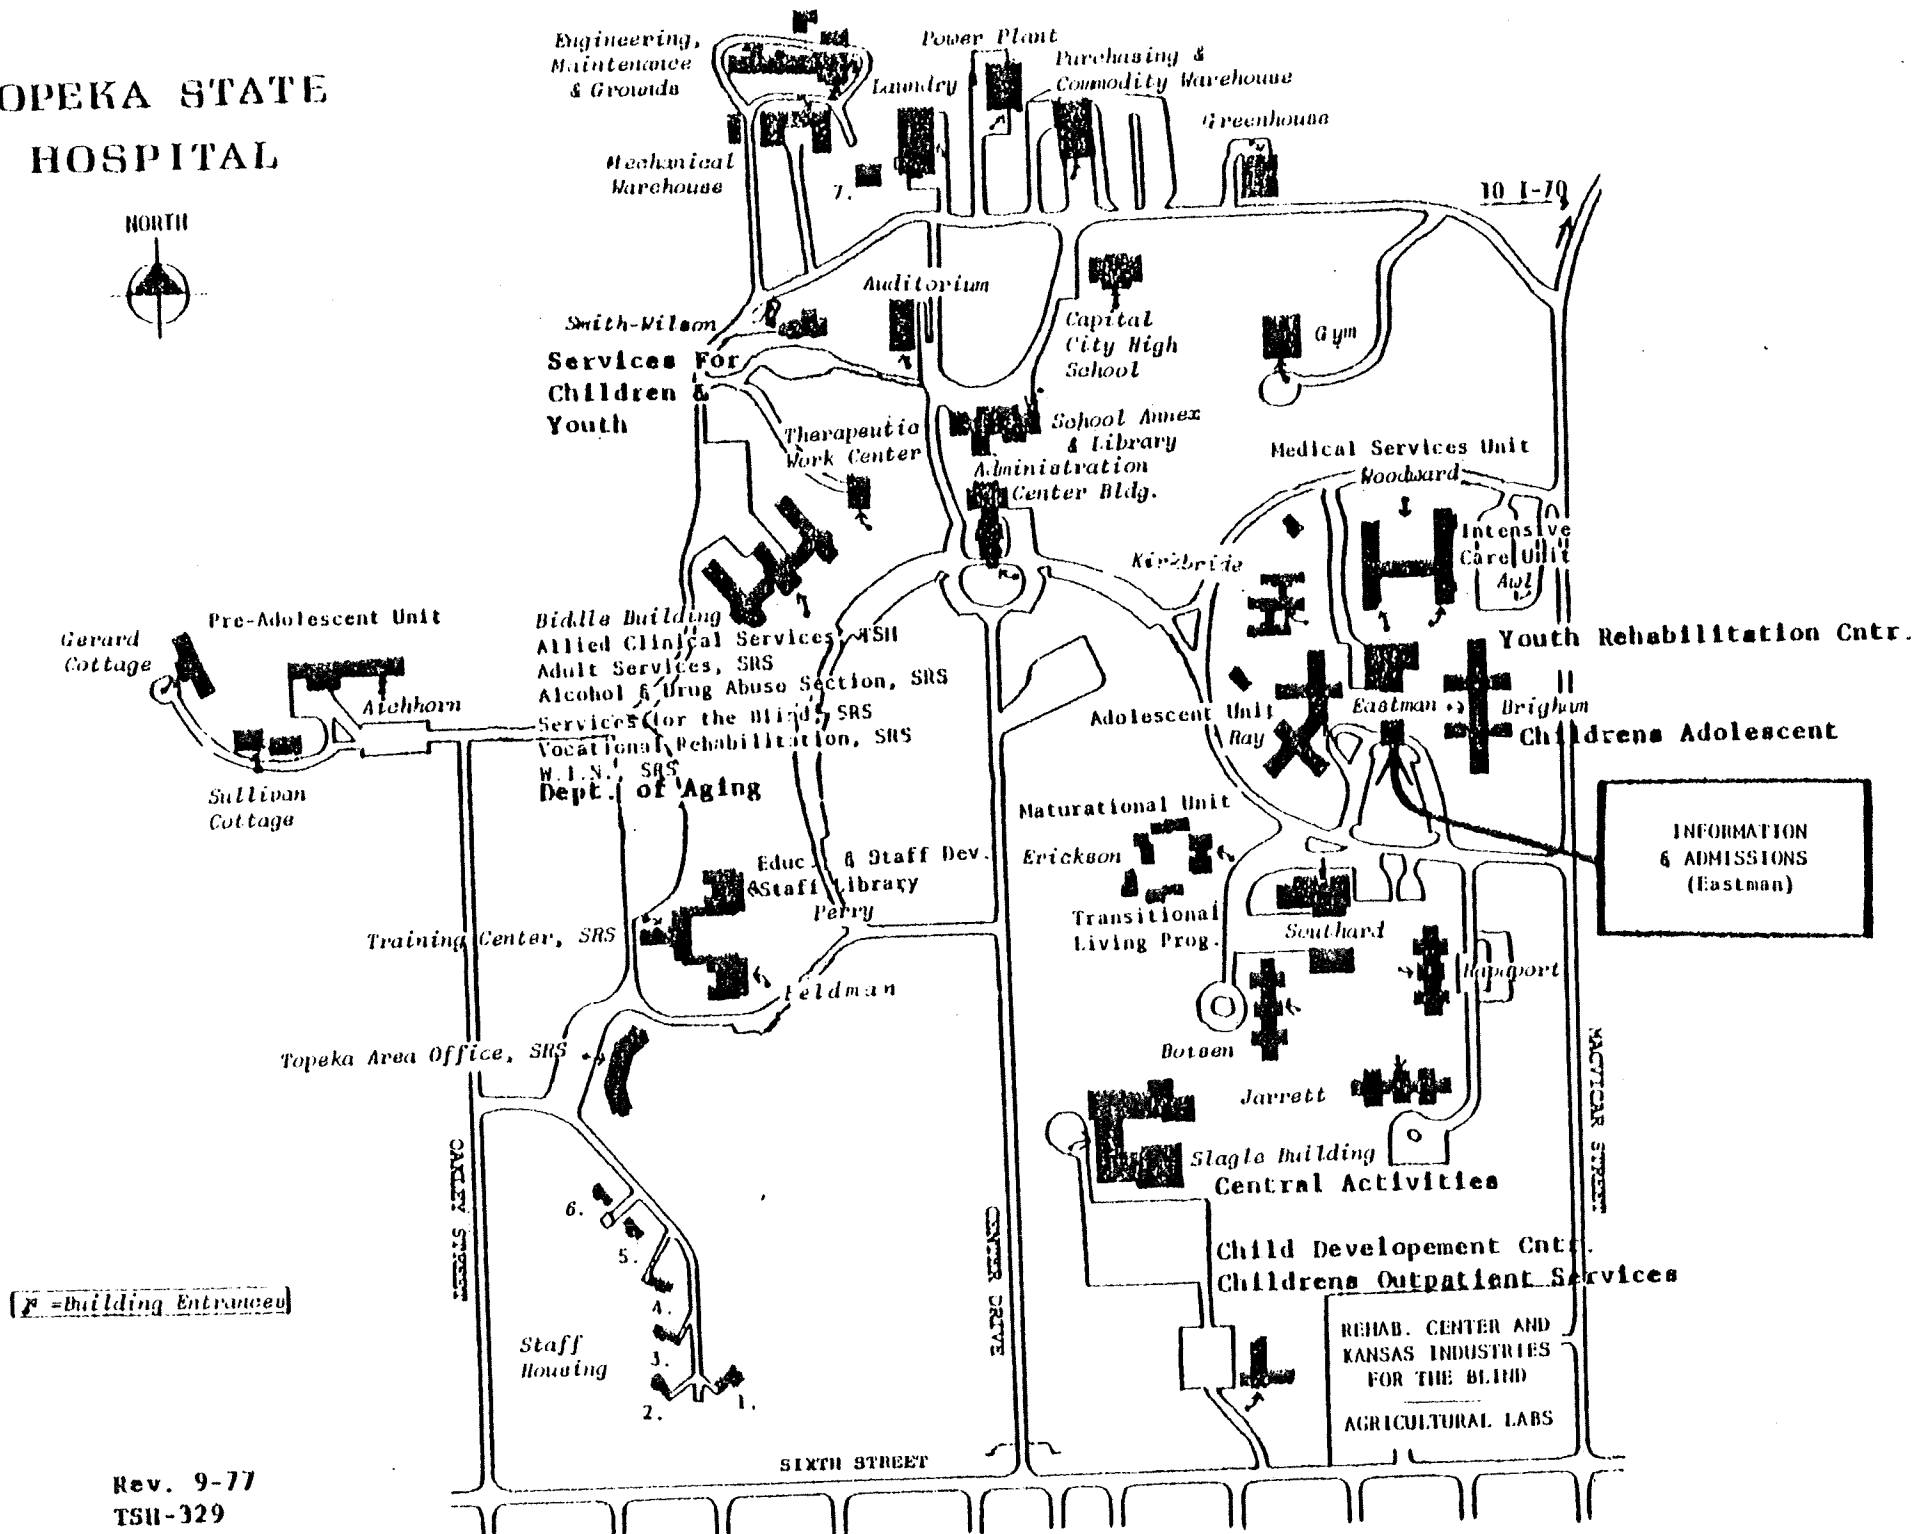 OPEKA STATE
HOSPITAL
NORTH
Engineering,
Maintenance
& Grounds
Power Plant
Purchasing &
Commodity Warehouse
Laundry
Greenhouse
Mechanical
Warehouse
7.
TO I-70
Auditorium
Smith-Wilson
Services For
Children &
Youth
Capital
City High
School
Gym
Therapeutic
Work Center
School Annex
& Library
Administration
Center Bldg.
Medical Services Unit
Woodward
Intensive
Care Unit
Awl
Kirkbride
Pre-Adolescent Unit
Gerard
Cottage
Aichhorn
Sullivan
Cottage
Biddle Building
Allied Clinical Services, TSH
Adult Services, SRS
Alcohol & Drug Abuse Section, SRS
Services for the Blind, SRS
Vocational Rehabilitation, SRS
W.I.N., SRS
Dept. of Aging
Youth Rehabilitation Cntr.
Adolescent Unit
Ray
Eastman
Brigham
Childrens Adolescent
INFORMATION
& ADMISSIONS
(Eastman)
Maturational Unit
Erickson
Transitional
Living Prog.
Southard
Rapaport
Educ. & Staff Dev.
Staff Library
Perry
Training Center, SRS
Feldman
Topeka Area Office, SRS
Botsen
Jarrett
Slagle Building
Central Activities
MACVICAR STREET
OAKLEY STREET
CENTER DRIVE
Child Developement Cntr.
Childrens Outpatient Services
6.
5.
4.
3.
2.
1.
Staff
Housing
=Building Entrances
REHAB. CENTER AND
KANSAS INDUSTRIES
FOR THE BLIND
AGRICULTURAL LABS
SIXTH STREET
Rev. 9-77
TSH-329